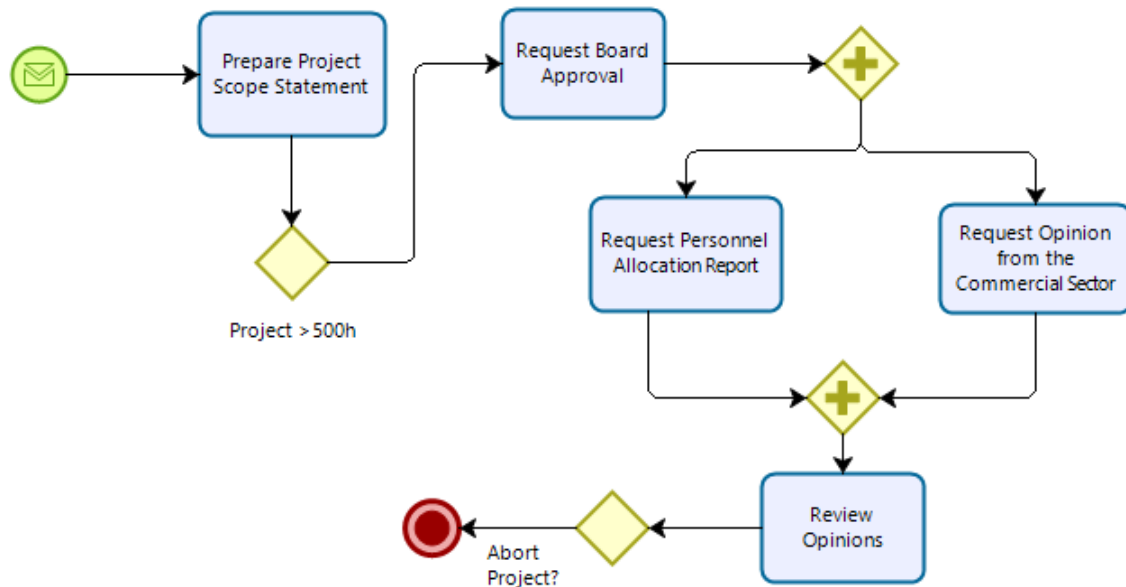 Prepare Project
Scope Statement
Request Board
Approval
Project >500h
Request Personnel
Allocation Report
Request Opinion
from the
Commercial Sector
Review
Opinions
Abort
Project?